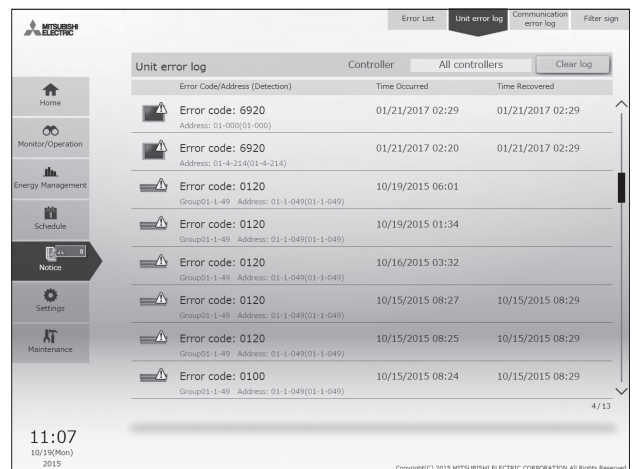 MITSUBISHI
ELECTRIC
Error List
Unit error log
Communication
error log
Filter sign
Unit error log
Controller
All controllers
Clear log
Error Code/Address (Detection)
Time Occurred
Time Recovered
Home
Monitor/Operation
Energy Management
1
Schedule
8
Notice
Settings
Maintenance
Error code: 6920 01/21/2017 02:29 01/21/2017 02:29
Address: 01-000(01-000)
Error code: 6920 01/21/2017 02:20 01/21/2017 02:29
Address: 01-4-214(01-4-214)
Error code: 0120 10/19/2015 06:01
Group01-1-49 Address: 01-1-049(01-1-049)
Error code: 0120 10/19/2015 01:34
Group01-1-49 Address: 01-1-049(01-1-049)
Error code: 0120 10/16/2015 03:32
Group01-1-49 Address: 01-1-049(01-1-049)
Error code: 0120 10/15/2015 08:27 10/15/2015 08:29
Group01-1-49 Address: 01-1-049(01-1-049)
Error code: 0120 10/15/2015 08:25 10/15/2015 08:29
Group01-1-49 Address: 01-1-049(01-1-049)
Error code: 0100 10/15/2015 08:24 10/15/2015 08:29
Group01-1-49 Address: 01-1-049(01-1-049)
4/13
11:07
10/19(Mon)
2015
Copyright(C) 2015 MITSUBISHI ELECTRIC CORPORATION All Rights Reserved